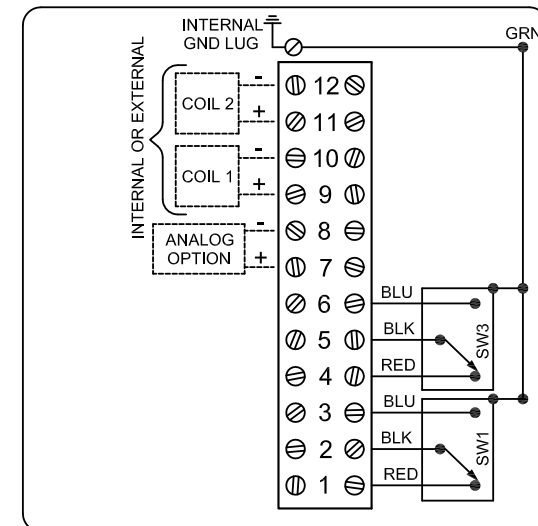 INTERNAL
GND LUG
GRN
INTERNAL OR EXTERNAL
COIL 2
-
+
COIL 1
-
+
ANALOG
OPTION
-
+
12
11
10
9
8
7
6
5
4
3
2
1
BLU
BLK
RED
SW3
BLU
BLK
RED
SW1